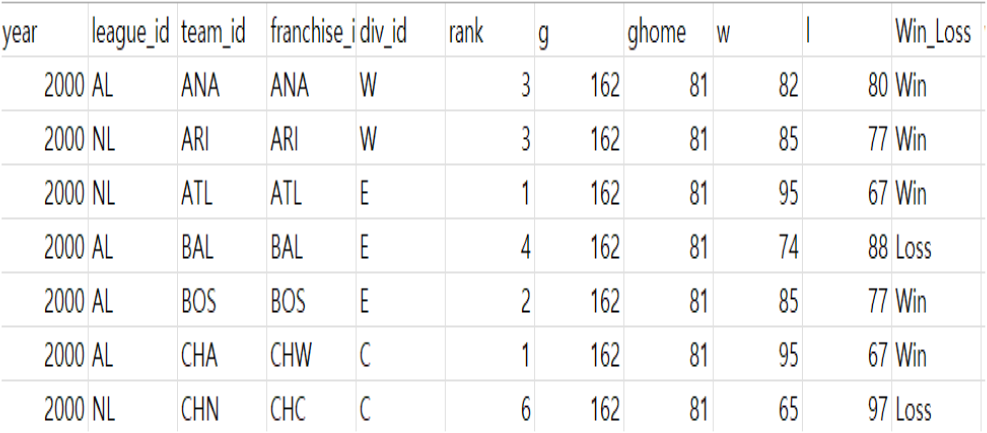 year league_id team_id franchise_i div_id rank g ghome w l Win_Loss
2000 AL ANA ANA W 3 162 81 82 80 Win
2000 NL ARI ARI W 3 162 81 85 77 Win
2000 NL ATL ATL E 1 162 81 95 67 Win
2000 AL BAL BAL E 4 162 81 74 88 Loss
2000 AL BOS BOS E 2 162 81 85 77 Win
2000 AL CHA CHW C 1 162 81 95 67 Win
2000 NL CHN CHC C 6 162 81 65 97 Loss